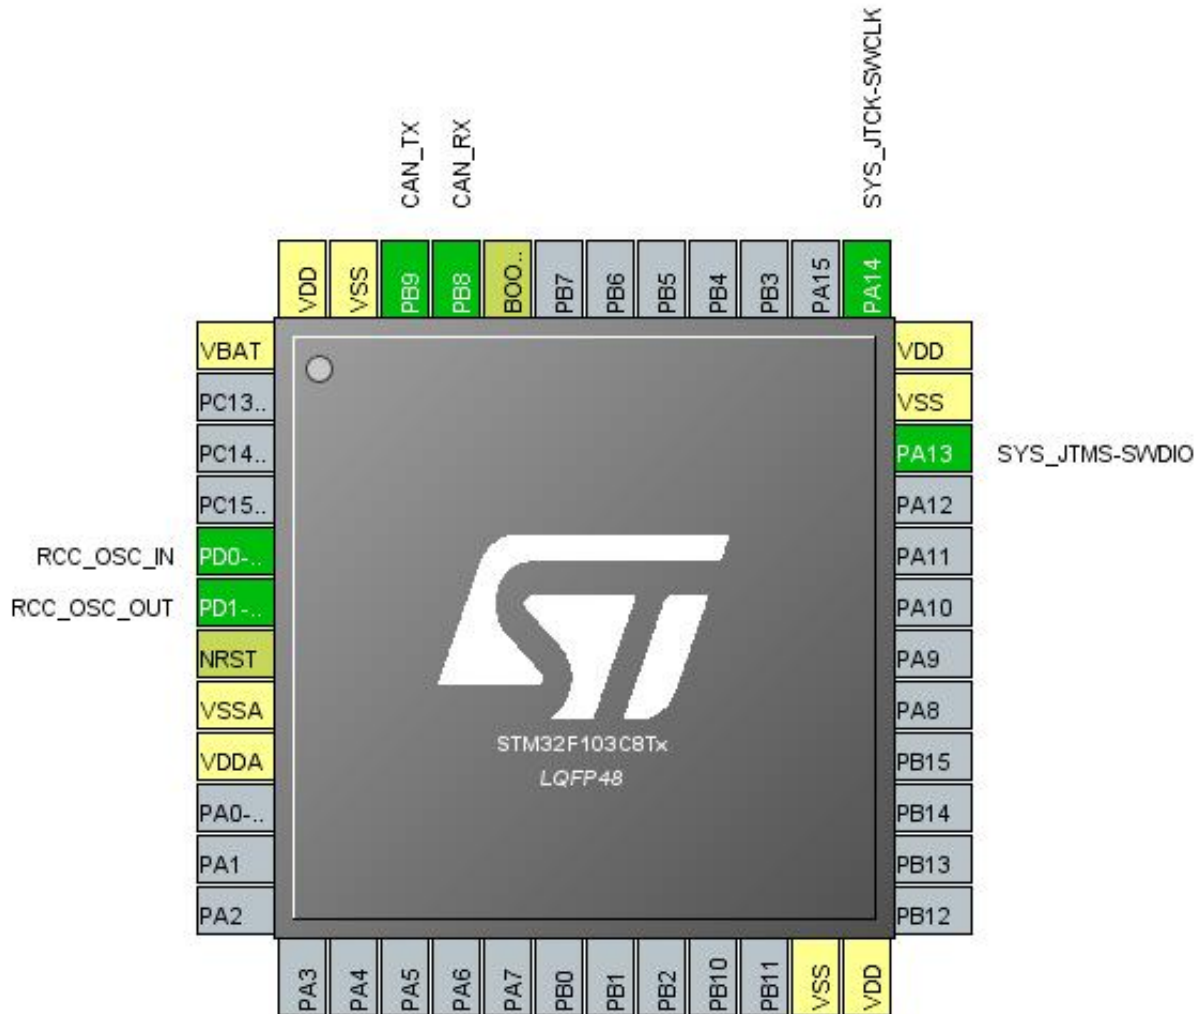 CAN_TX
CAN_RX
SYS_JTCK-SWCLK
VDD
VSS
PB9
PB8
BOO..
PB7
PB6
PB5
PB4
PB3
PA15
PA14
VBAT
PC13..
PC14..
PC15..
RCC_OSC_IN PD0-..
RCC_OSC_OUT PD1-..
NRST
VSSA
VDDA
PA0-..
PA1
PA2
VDD
VSS
PA13 SYS_JTMS-SWDIO
PA12
PA11
PA10
PA9
PA8
PB15
PB14
PB13
PB12
ST
STM32F103C8Tx
LQFP48
PA3
PA4
PA5
PA6
PA7
PB0
PB1
PB2
PB10
PB11
VSS
VDD